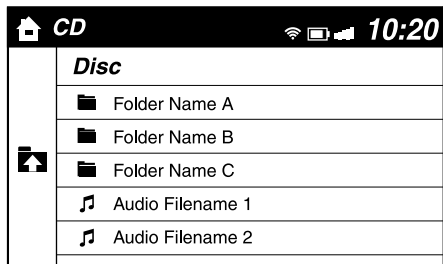 CD 10:20
Disc
Folder Name A
Folder Name B
Folder Name C
Audio Filename 1
Audio Filename 2